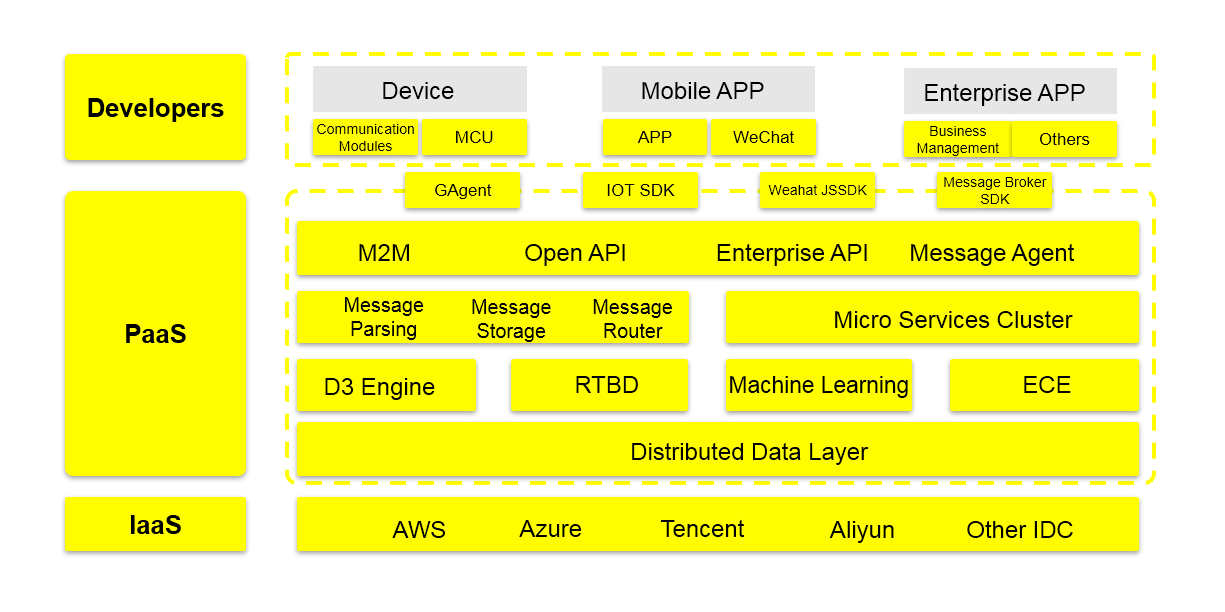 Developers
Device
Mobile APP
Enterprise APP
Communication
Modules
MCU
APP
WeChat
Business
Management
Others
GAgent
IOT SDK
Weahat JSSDK
Message Broker
SDK
PaaS
M2M
Open API
Enterprise API
Message Agent
Message
Parsing
Message
Storage
Message
Router
Micro Services Cluster
D3 Engine
RTBD
Machine Learning
ECE
Distributed Data Layer
IaaS
AWS
Azure
Tencent
Aliyun
Other IDC